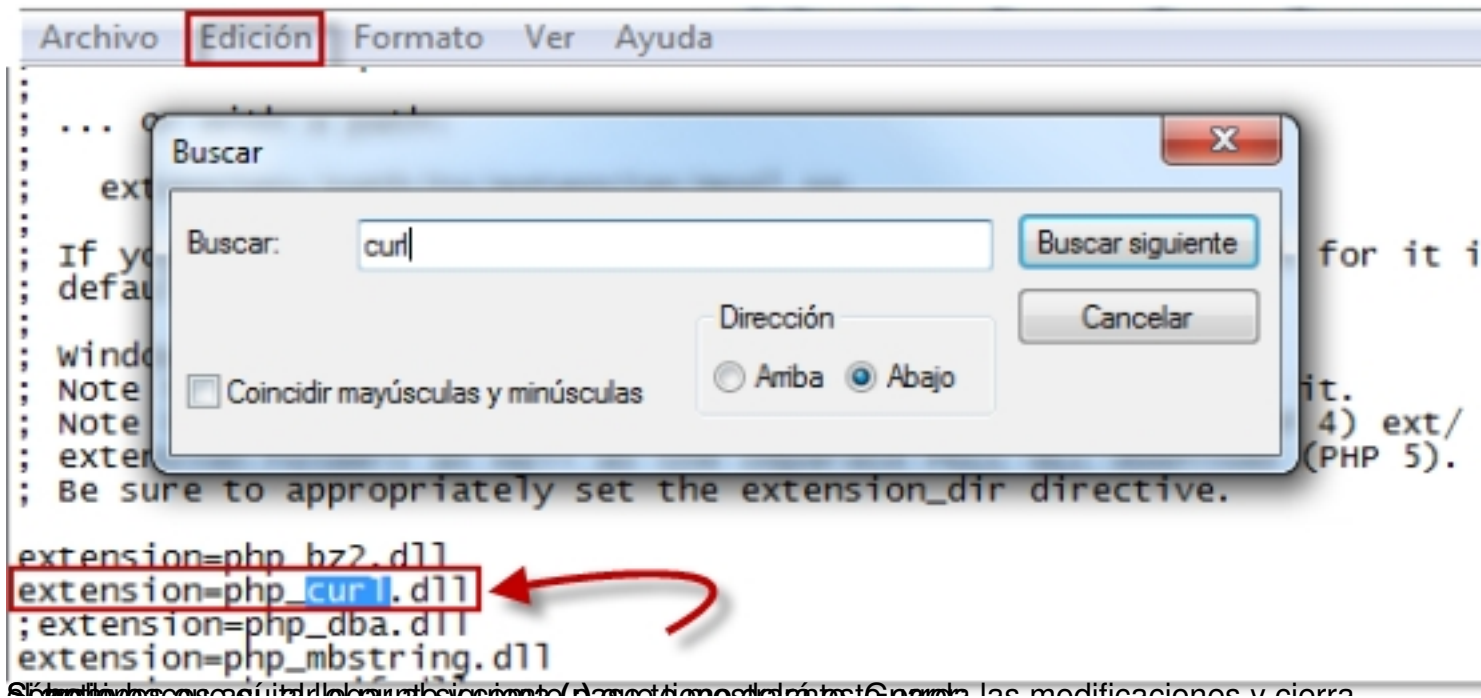 Archivo Edición Formato Ver Ayuda
;
; ...
;
; ext
;
; If yo for it i
; defau
;
; Windo
; Note it.
; Note 4) ext/
; exten (PHP 5).
; Be sure to appropriately set the extension_dir directive.
Buscar
Buscar: curl Buscar siguiente
Dirección Cancelar
Coincidir mayúsculas y minúsculas Arriba Abajo
extension=php_bz2.dll
extension=php_curl.dll
;extension=php_dba.dll
extension=php_mbstring.dll
las modificaciones y cierra